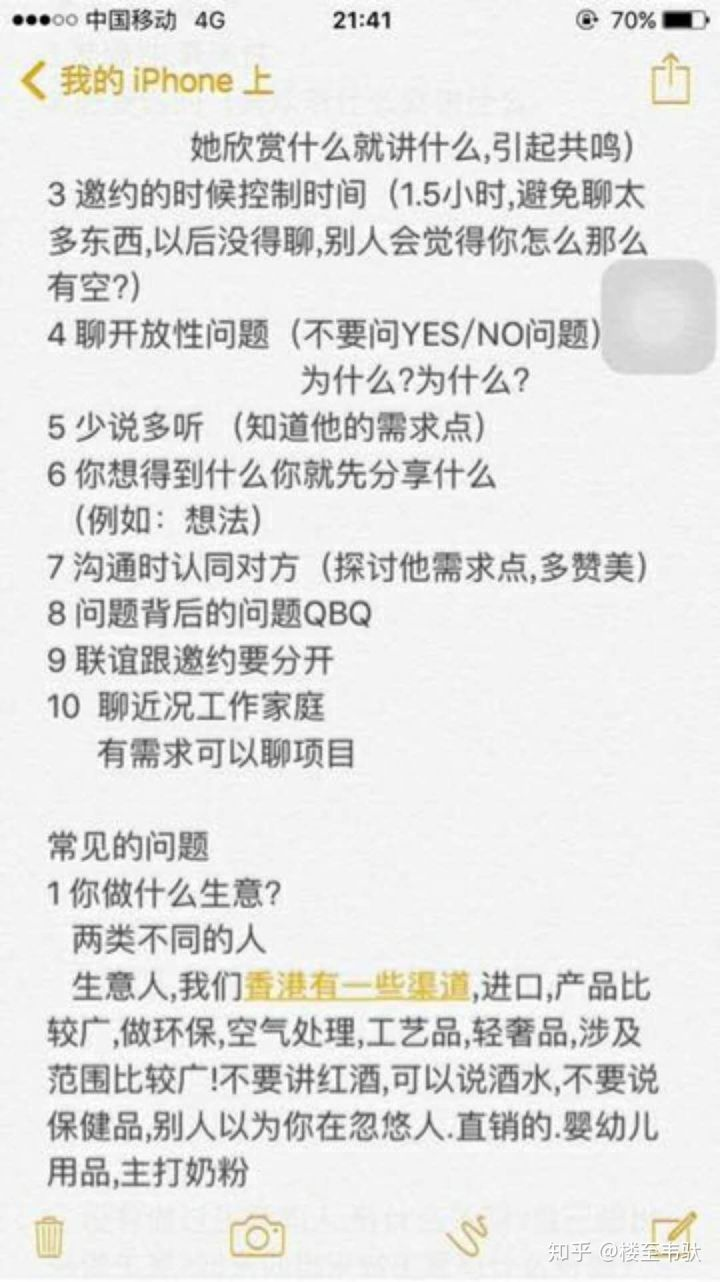 中国移动 4G 21:41 70%
我的 iPhone 上
她欣赏什么就讲什么,引起共鸣）
3 邀约的时候控制时间（1.5小时,避免聊太
多东西,以后没得聊,别人会觉得你怎么那么
有空?)
4 聊开放性问题（不要问YES/NO问题）
为什么?为什么?
5 少说多听 （知道他的需求点）
6 你想得到什么你就先分享什么
（例如：想法）
7 沟通时认同对方（探讨他需求点,多赞美）
8 问题背后的问题QBQ
9 联谊跟邀约要分开
10 聊近况工作家庭
有需求可以聊项目
常见的问题
1 你做什么生意?
两类不同的人
生意人,我们香港有一些渠道,进口,产品比
较广,做环保,空气处理,工艺品,轻奢品,涉及
范围比较广!不要讲红酒,可以说酒水,不要说
保健品,别人以为你在忽悠人.直销的.婴幼儿
用品,主打奶粉
知乎 @楼至韦驮